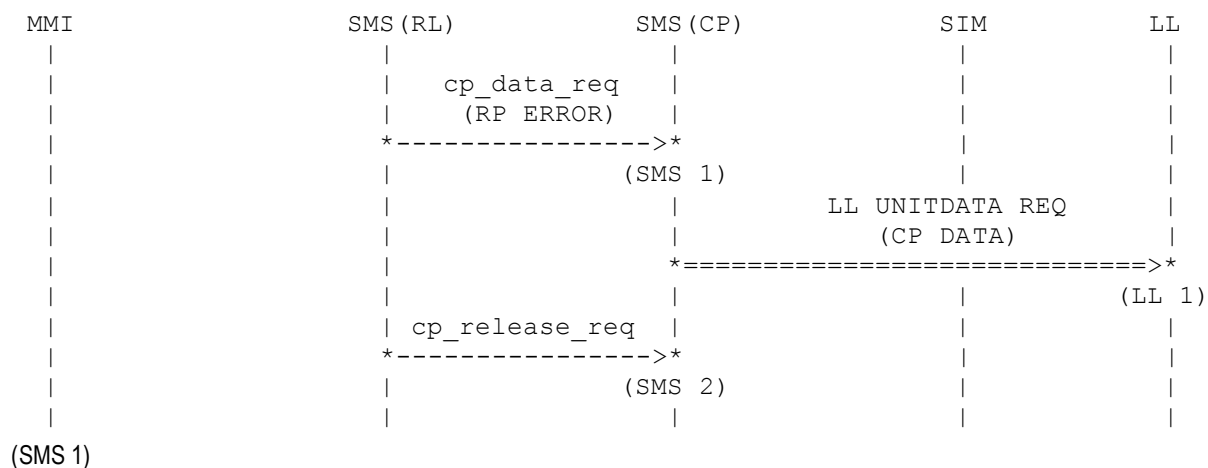 MMI SMS(RL) SMS(CP) SIM LL
| | | | |
| | cp_data_req | | |
| | (RP ERROR) | | |
| *---------------->* | |
| | (SMS 1) | |
| | | LL UNITDATA REQ |
| | | (CP DATA) |
| | *=============================>*
| | | | (LL 1)
| | cp_release_req | | |
| *---------------->* | |
| | (SMS 2) | |
| | | | |
(SMS 1)